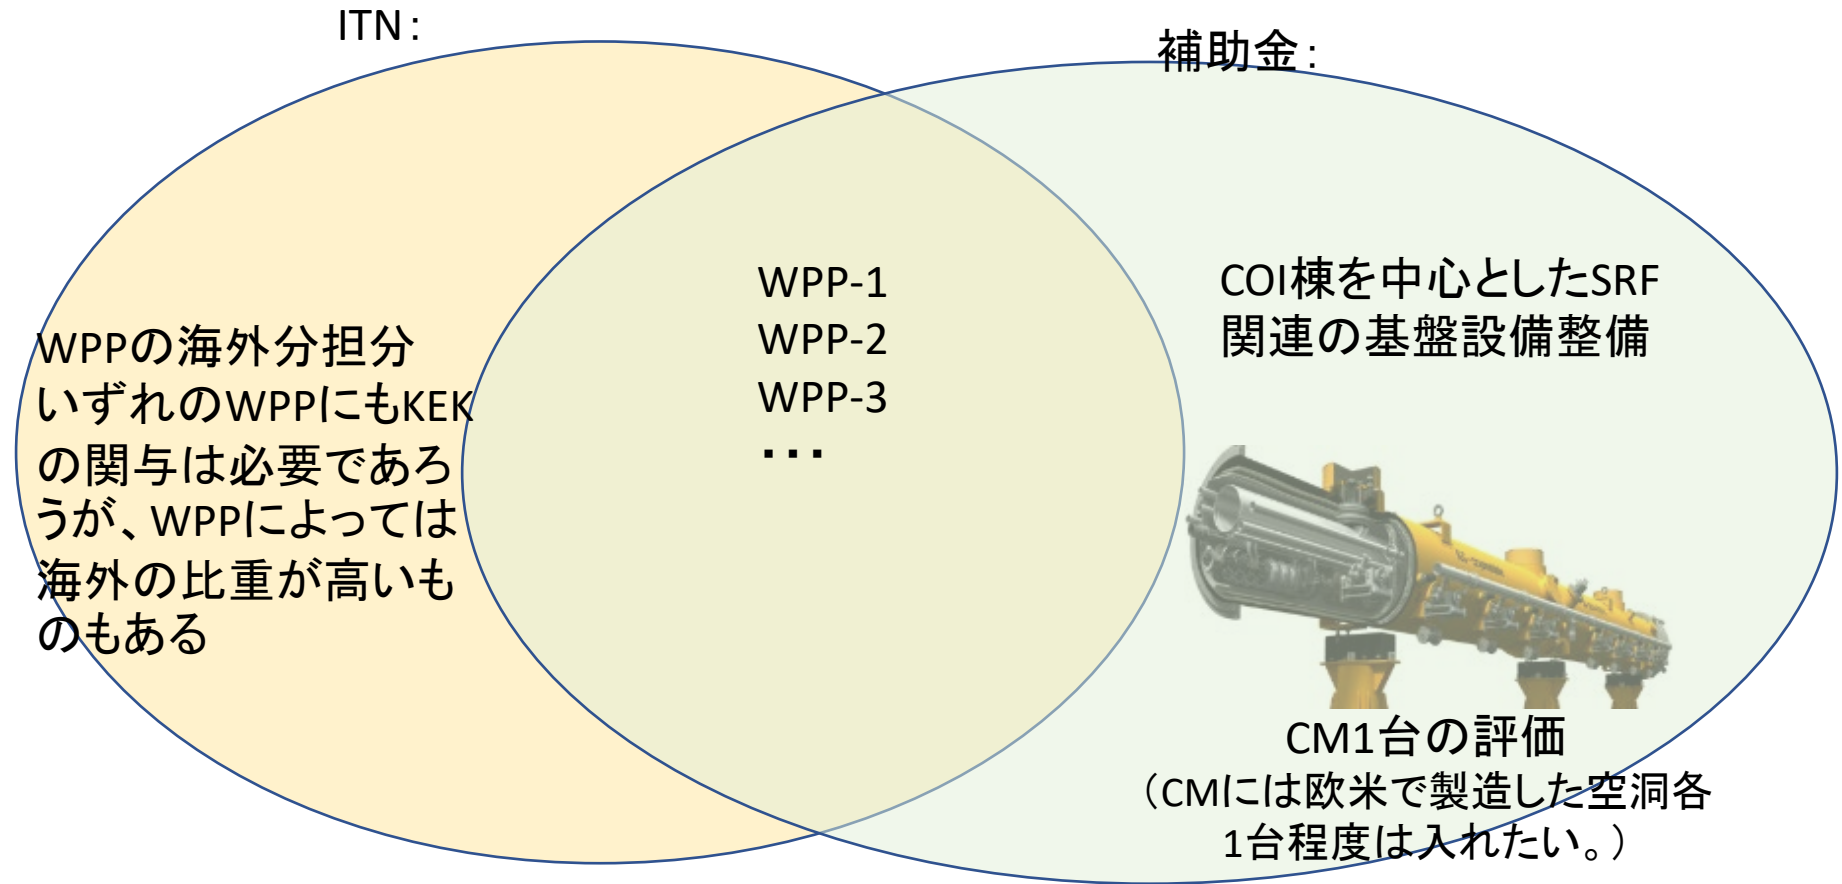 ITN：
補助金：
WPPの海外分担分
いずれのWPPにもKEK
の関与は必要であろ
うが、WPPによっては
海外の比重が高いも
のもある
WPP-1
WPP-2
WPP-3
・・・
COI棟を中心としたSRF
関連の基盤設備整備
CM1台の評価
（CMには欧米で製造した空洞各
1台程度は入れたい。）